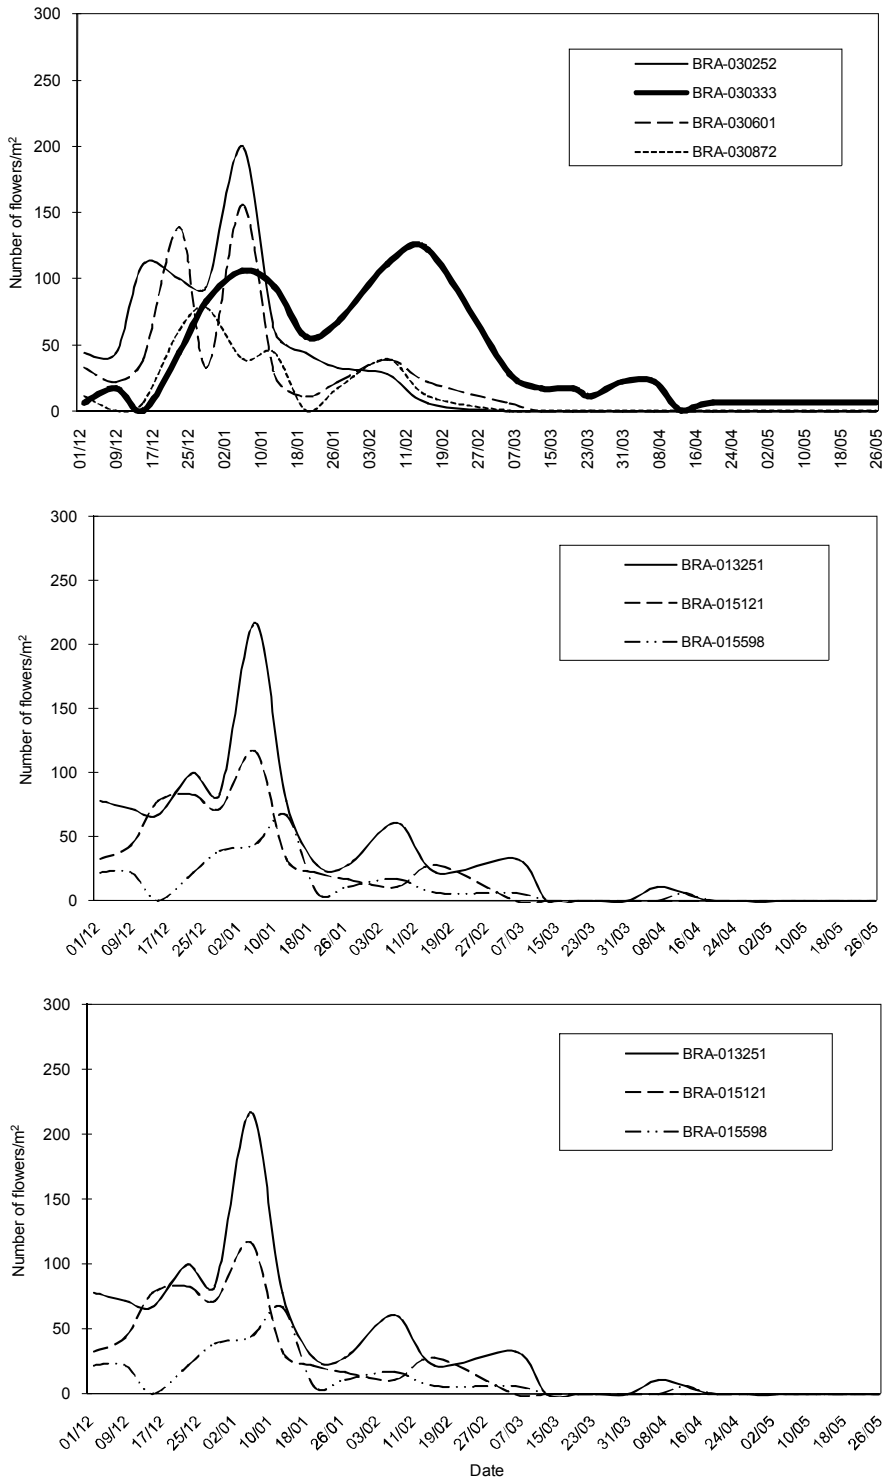 300
250
200
150
100
50
0
Number of flowers/m²
BRA-030252
BRA-030333
BRA-030601
BRA-030872
01/12 09/12 17/12 25/12 02/01 10/01 18/01 26/01 03/02 11/02 19/02 27/02 07/03 15/03 23/03 31/03 08/04 16/04 24/04 02/05 10/05 18/05 26/05
300
250
200
150
100
50
0
Number of flowers/m²
BRA-013251
BRA-015121
BRA-015598
01/12 09/12 17/12 25/12 02/01 10/01 18/01 26/01 03/02 11/02 19/02 27/02 07/03 15/03 23/03 31/03 08/04 16/04 24/04 02/05 10/05 18/05 26/05
300
250
200
150
100
50
0
Number of flowers/m²
BRA-013251
BRA-015121
BRA-015598
01/12 09/12 17/12 25/12 02/01 10/01 18/01 26/01 03/02 11/02 19/02 27/02 07/03 15/03 23/03 31/03 08/04 16/04 24/04 02/05 10/05 18/05 26/05
Date